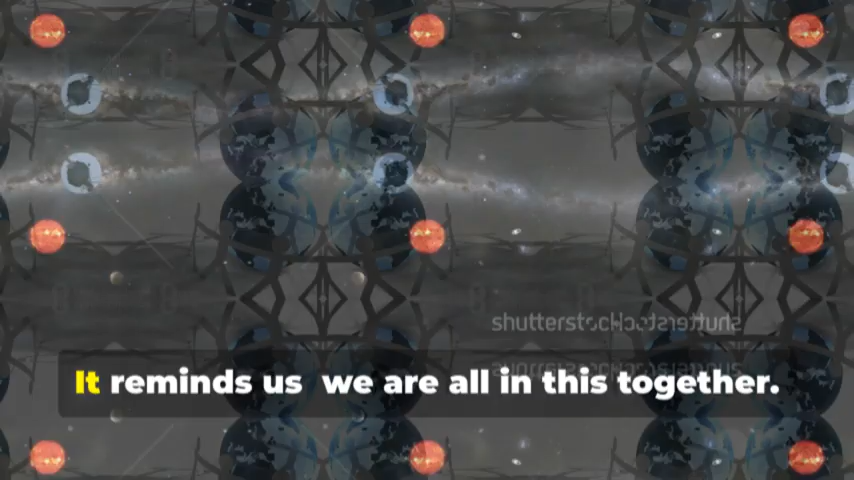 shutterstock
It reminds us  we are all in this together.